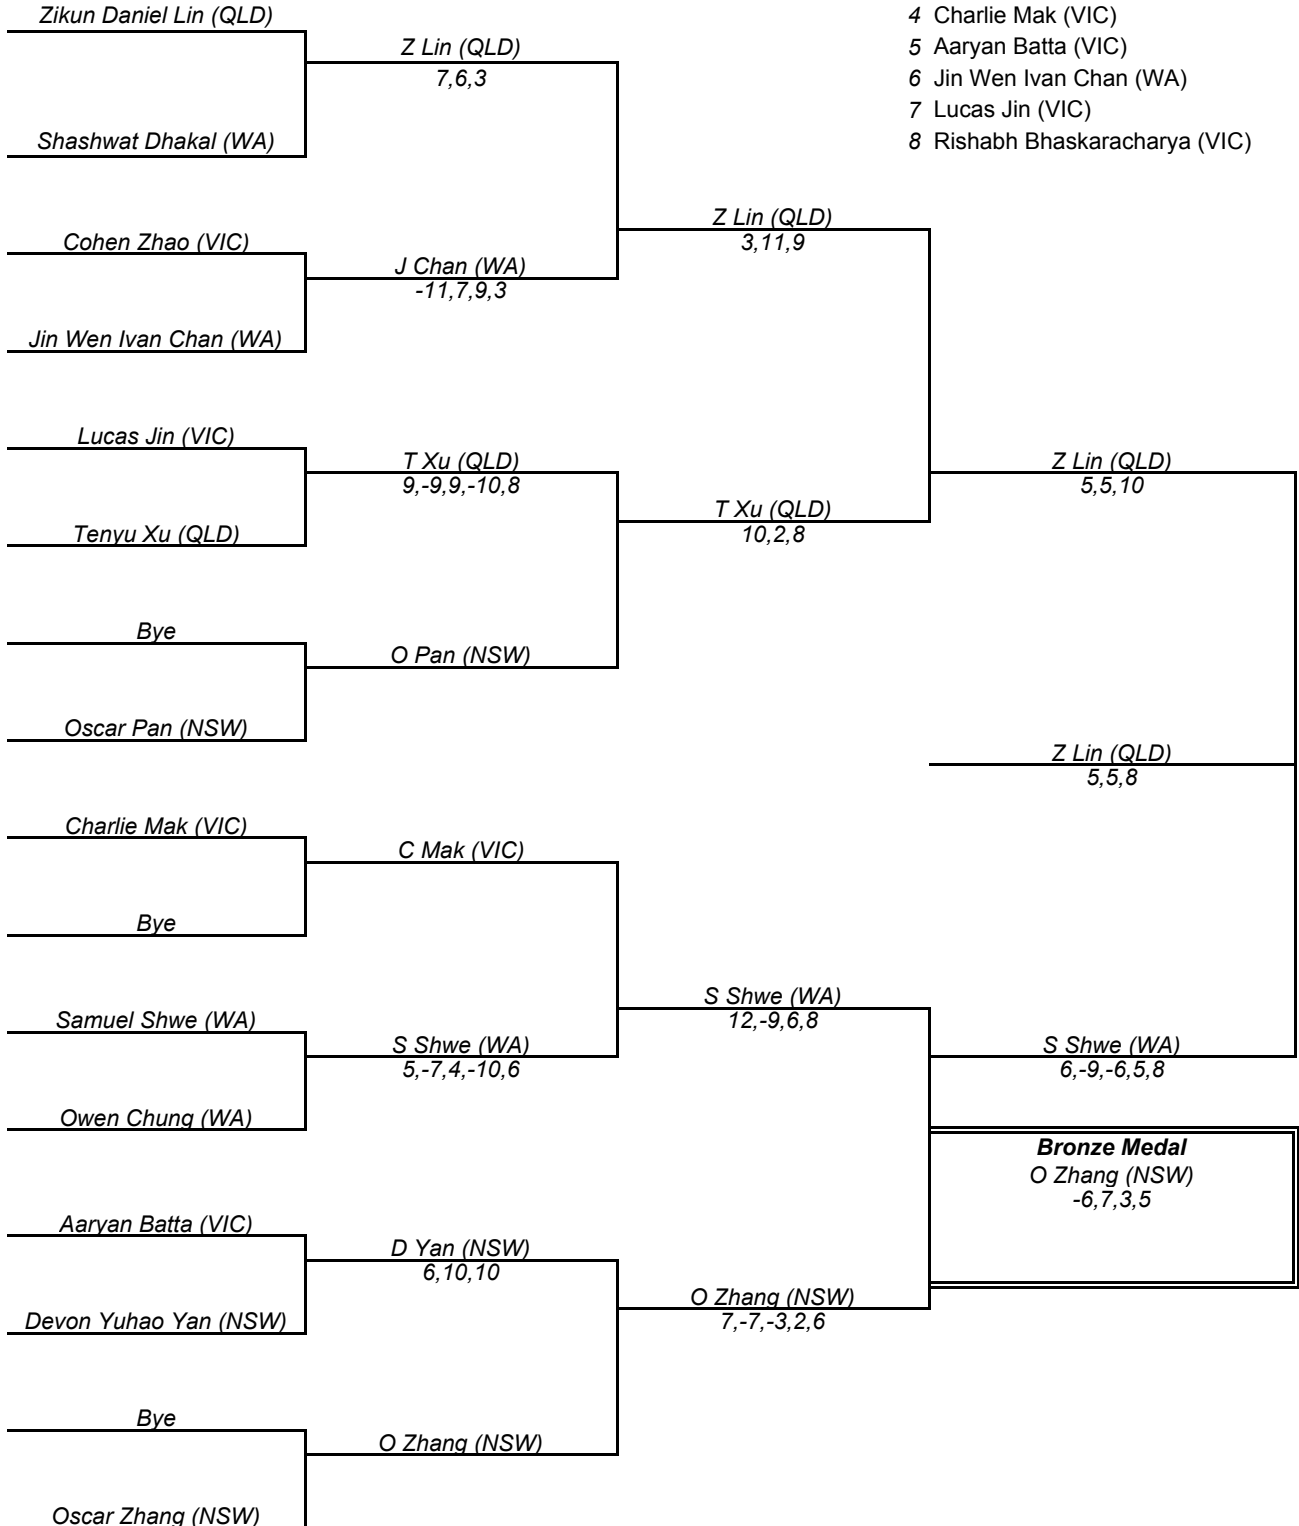 Zikun Daniel Lin (QLD)
4 Charlie Mak (VIC)
Z Lin (QLD)
5 Aaryan Batta (VIC)
7,6,3
6 Jin Wen Ivan Chan (WA)
7 Lucas Jin (VIC)
Shashwat Dhakal (WA)
8 Rishabh Bhaskaracharya (VIC)
Z Lin (QLD)
Cohen Zhao (VIC)
3,11,9
J Chan (WA)
-11,7,9,3
Jin Wen Ivan Chan (WA)
Lucas Jin (VIC)
T Xu (QLD)
Z Lin (QLD)
9,-9,9,-10,8
5,5,10
T Xu (QLD)
Tenyu Xu (QLD)
10,2,8
Bye
O Pan (NSW)
Oscar Pan (NSW)
Z Lin (QLD)
5,5,8
Charlie Mak (VIC)
C Mak (VIC)
Bye
S Shwe (WA)
Samuel Shwe (WA)
12,-9,6,8
S Shwe (WA)
S Shwe (WA)
5,-7,4,-10,6
6,-9,-6,5,8
Owen Chung (WA)
Bronze Medal
O Zhang (NSW)
-6,7,3,5
Aaryan Batta (VIC)
D Yan (NSW)
6,10,10
O Zhang (NSW)
Devon Yuhao Yan (NSW)
7,-7,-3,2,6
Bye
O Zhang (NSW)
Oscar Zhang (NSW)